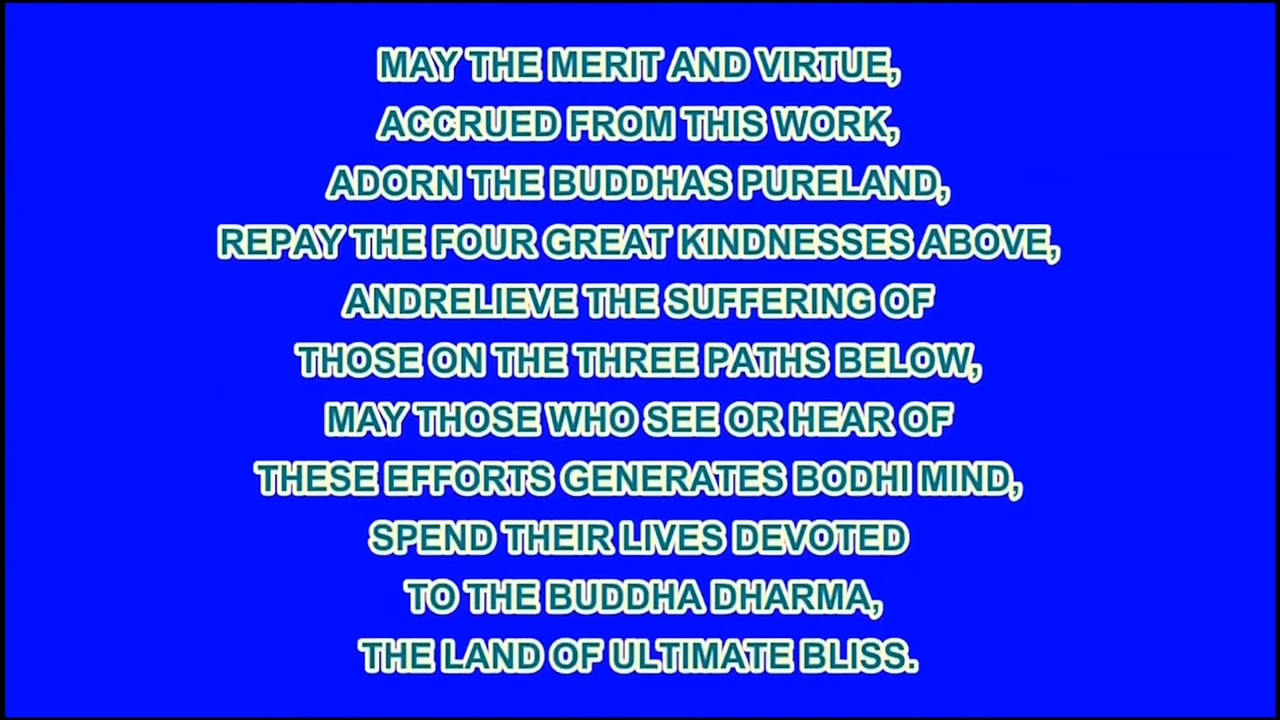 MAY THE MERIT AND VIRTUE,
ACCRUED FROM THIS WORK,
ADORN THE BUDDHAS PURELAND,
REPAY THE FOUR GREAT KINDNESSES ABOVE,
ANDRELIEVE THE SUFFERING OF
THOSE ON THE THREE PATHS BELOW,
MAY THOSE WHO SEE OR HEAR OF
THESE EFFORTS GENERATES BODHI MIND,
SPEND THEIR LIVES DEVOTED
TO THE BUDDHA DHARMA,
THE LAND OF ULTIMATE BLISS.